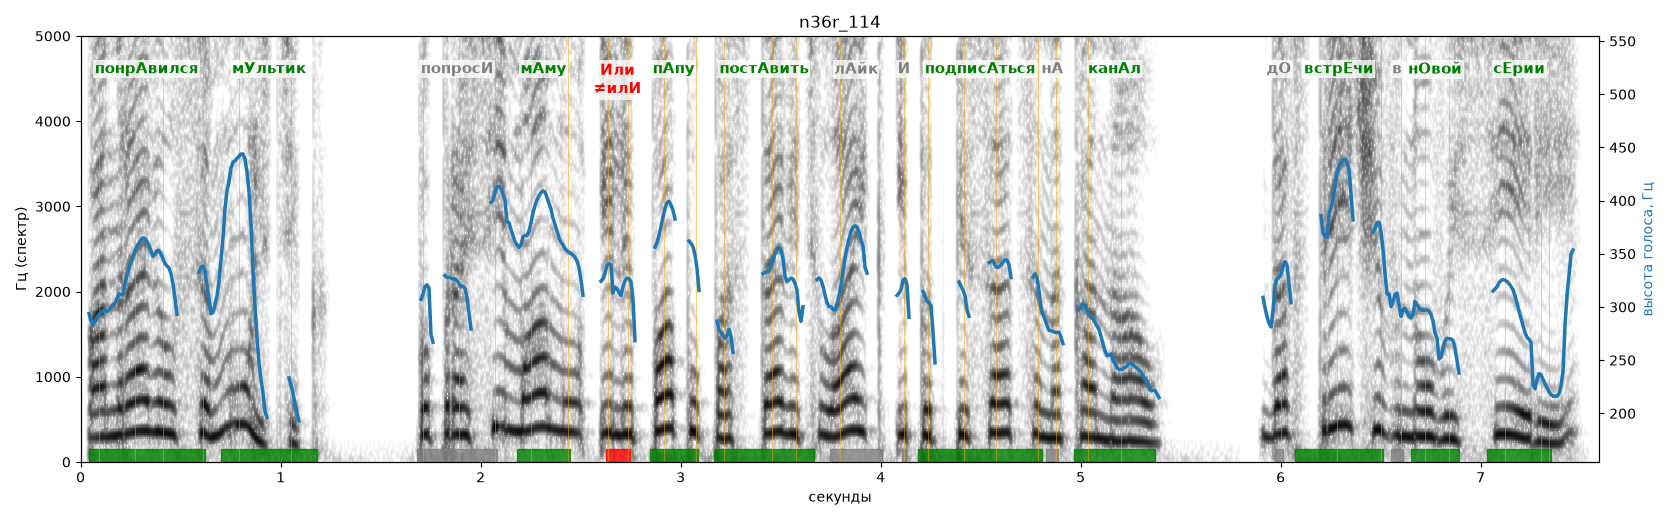 n36r_114
понрАвился мУльтик попросИ мАму Или пАпу постАвить лАйк И подписАться нА канАл дО встрЕчи в нОвой сЕрии
≠илИ
5000
4000
3000
2000
1000
0
Гц (спектр)
550
500
450
400
350
300
250
200
высота голоса, Гц
0 1 2 3 4 5 6 7
секунды